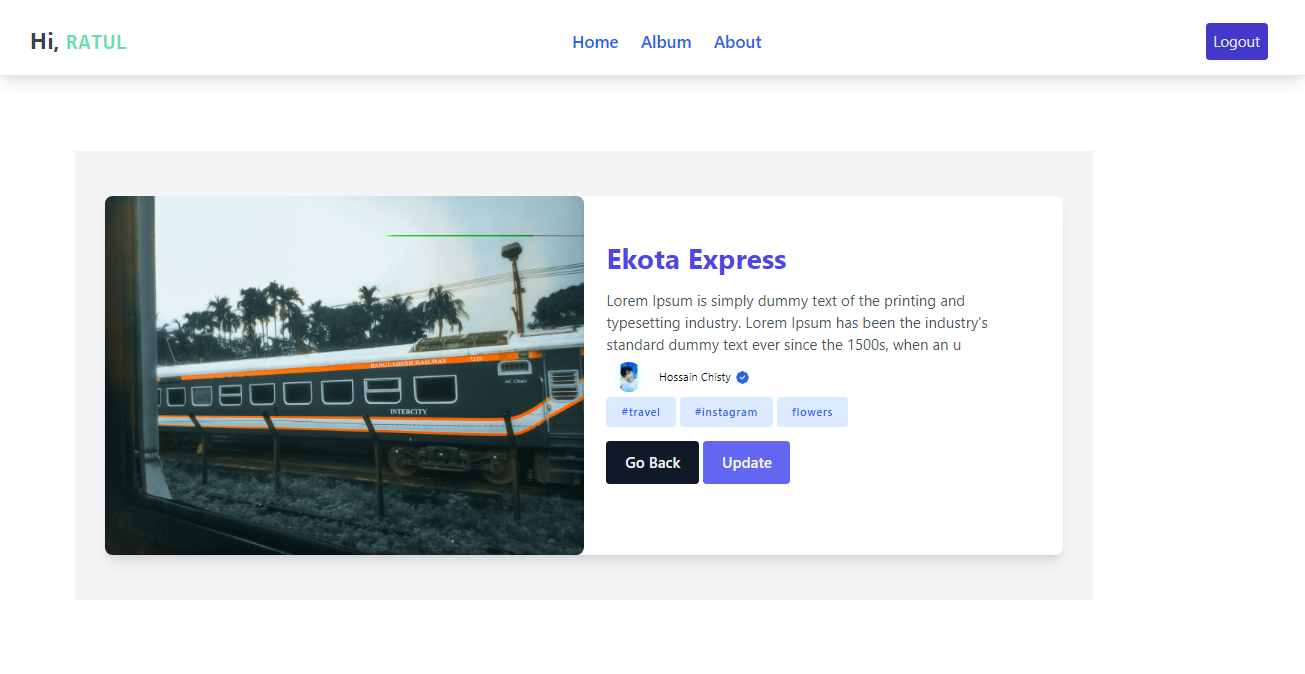 Hi, RATUL
Home Album About
Logout
BANGLADESH RAILWAY
AC Chair
INTERCITY
Ekota Express
Lorem Ipsum is simply dummy text of the printing and
typesetting industry. Lorem Ipsum has been the industry's
standard dummy text ever since the 1500s, when an u
Hossain Chisty
#travel #instagram flowers
Go Back Update